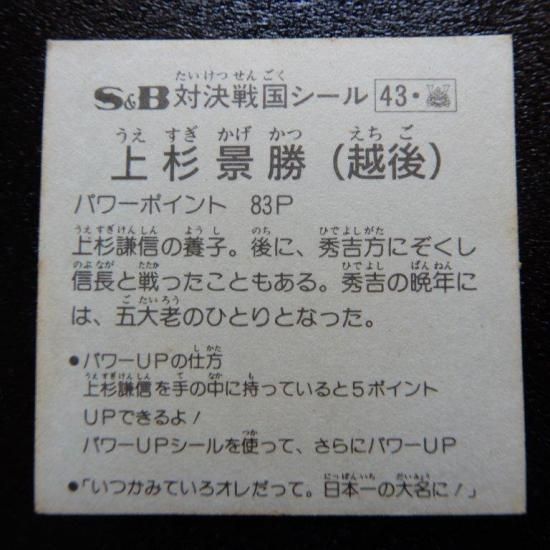 S&B 対決戦国シール 43・
上杉景勝（越後）
パワーポイント 83P
上杉謙信の養子。後に、秀吉方にぞくし
信長と戦ったこともある。秀吉の晩年に
は、五大老のひとりとなった。
●パワーUPの仕方
上杉謙信を手の中に持っていると5ポイント
UPできるよ！
パワーUPシールを使って、さらにパワーUP
●「いつかみていろオレだって。日本一の大名に！」